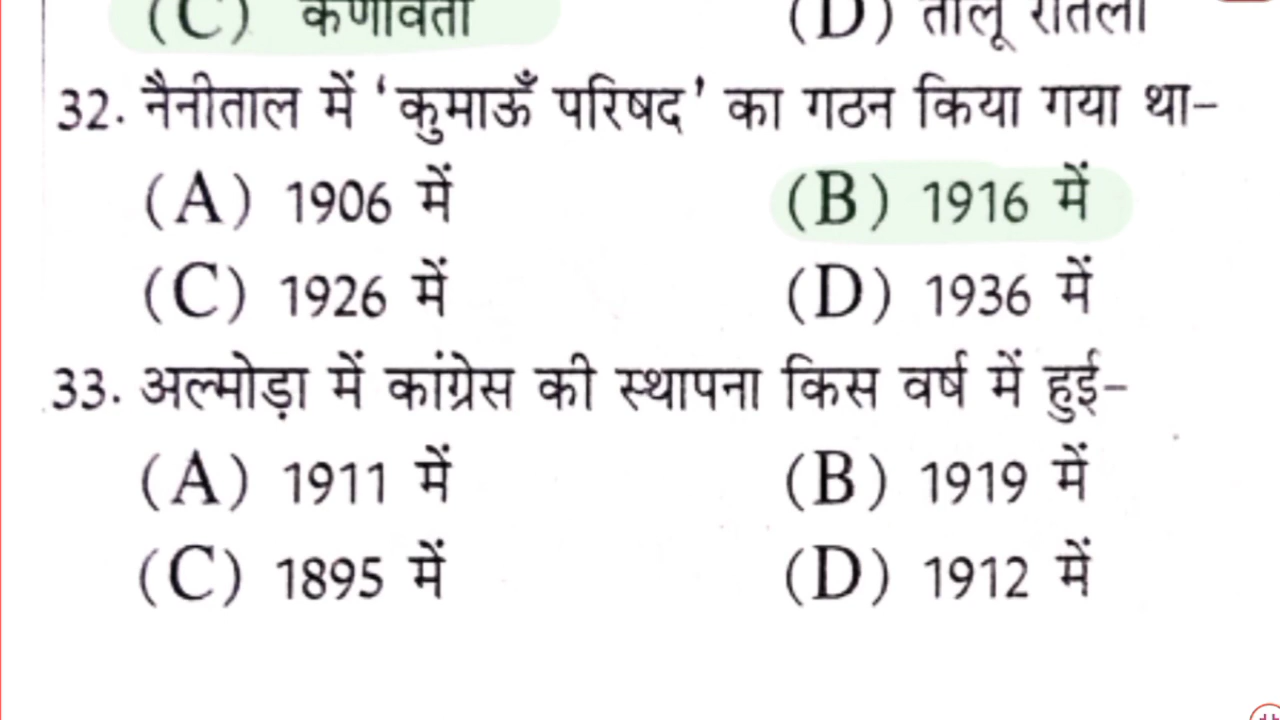 (C) कर्णावती (D) तीलू रौतेली
32. नैनीताल में ‘कुमाऊँ परिषद’ का गठन किया गया था–
(A) 1906 में (B) 1916 में
(C) 1926 में (D) 1936 में
33. अल्मोड़ा में कांग्रेस की स्थापना किस वर्ष में हुई–
(A) 1911 में (B) 1919 में
(C) 1895 में (D) 1912 में